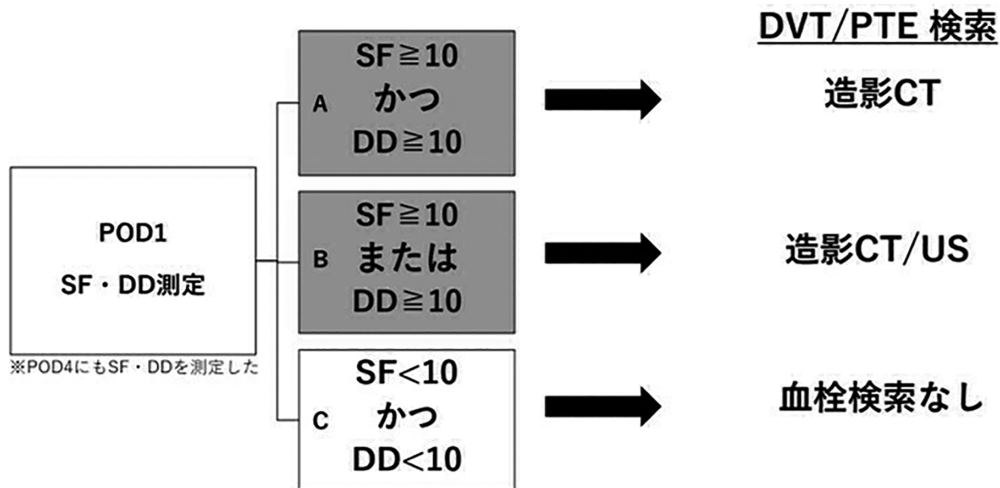 DVT/PTE 検索
POD1
SF・DD測定
※POD4にもSF・DDを測定した
A
SF≧10
かつ
DD≧10
造影CT
B
SF≧10
または
DD≧10
造影CT/US
C
SF<10
かつ
DD<10
血栓検索なし